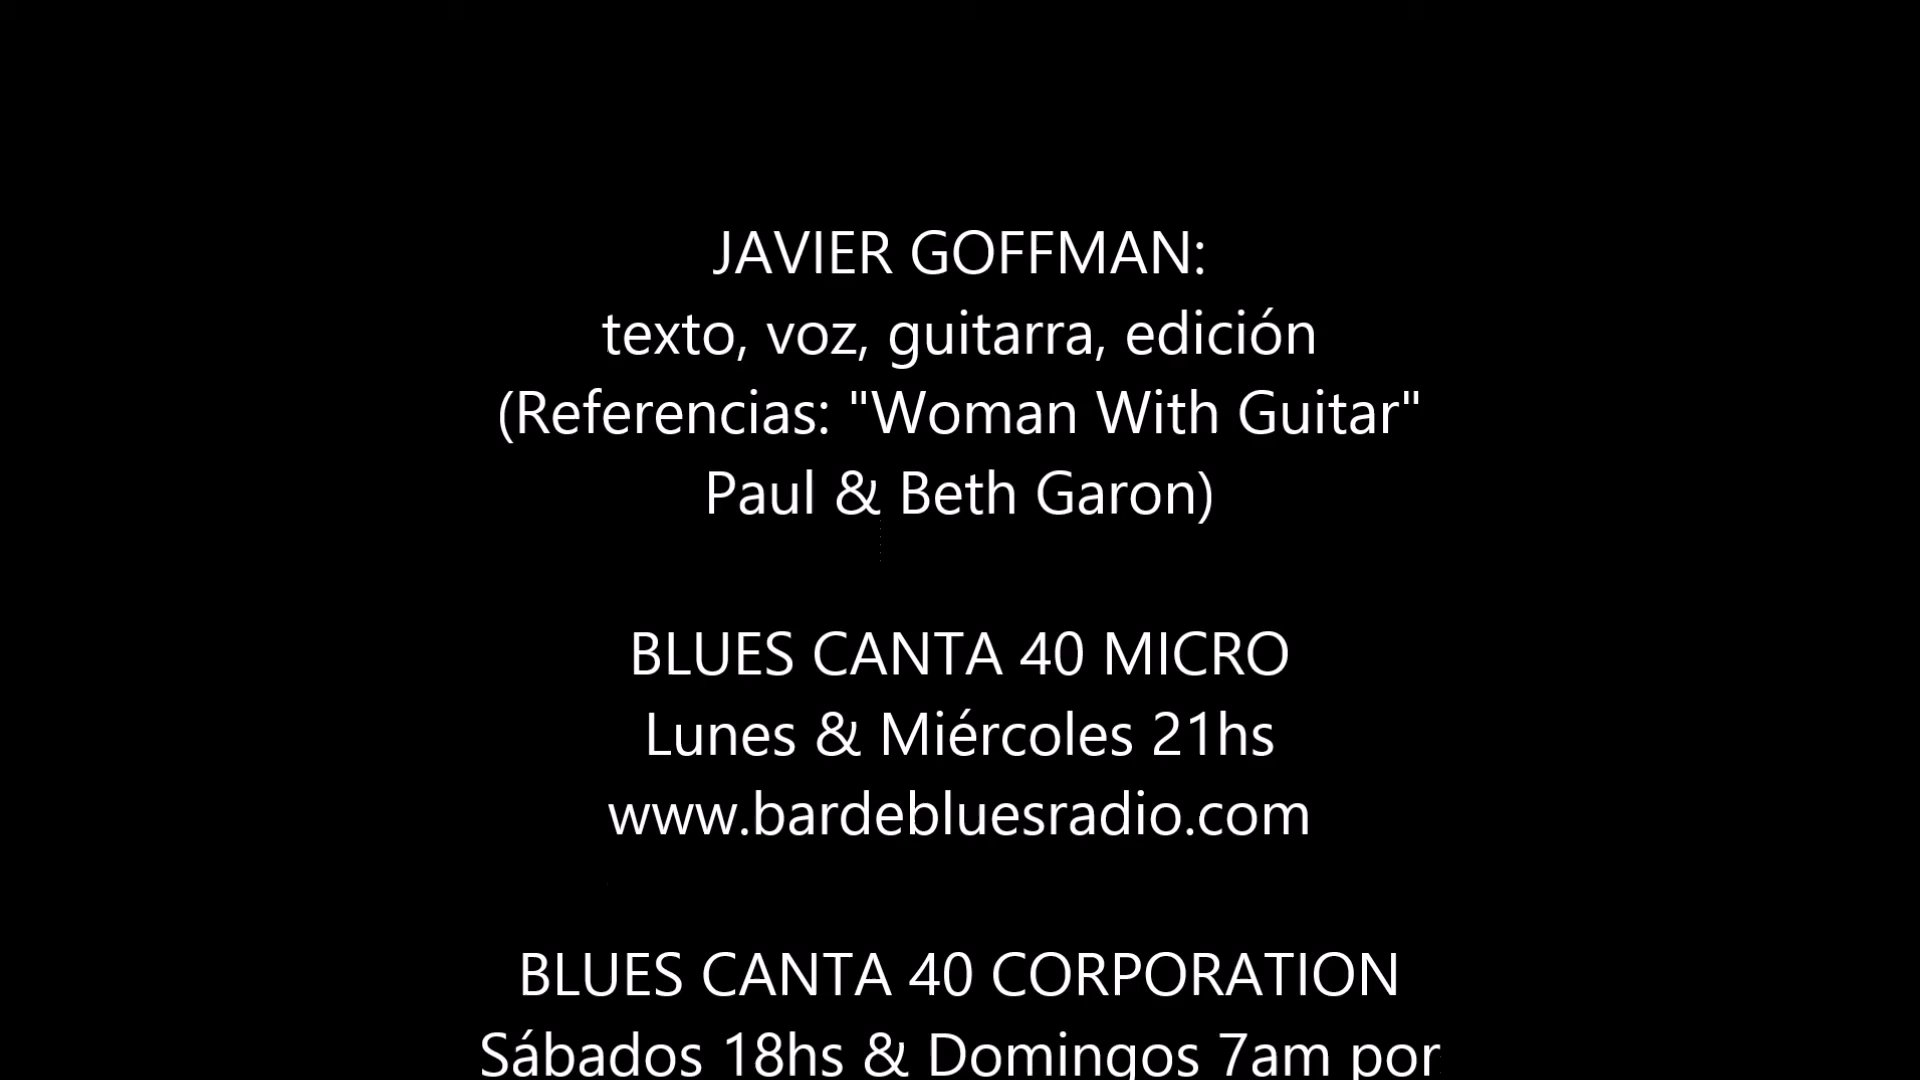 JAVIER GOFFMAN:
texto, voz, guitarra, edición
(Referencias: "Woman With Guitar"
Paul & Beth Garon)
BLUES CANTA 40 MICRO
Lunes & Miércoles 21hs
www.bardebluesradio.com
BLUES CANTA 40 CORPORATION
Sábados 18hs & Domingos 7am por